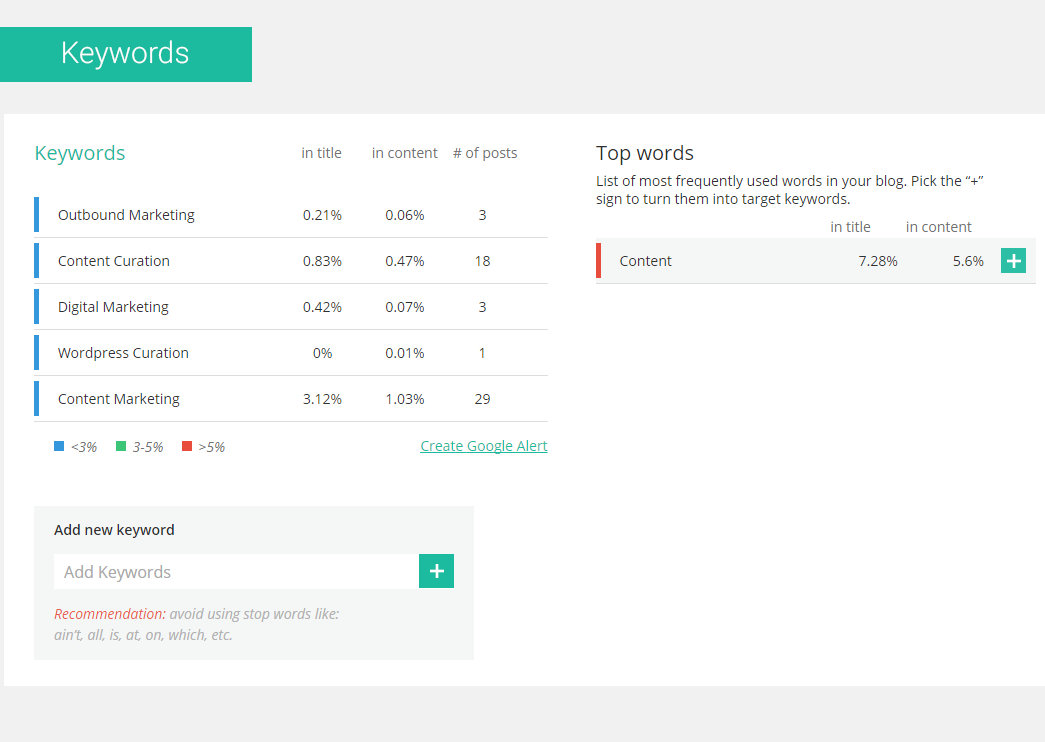 Keywords
Keywords in title in content # of posts
Outbound Marketing 0.21% 0.06% 3
Content Curation 0.83% 0.47% 18
Digital Marketing 0.42% 0.07% 3
Wordpress Curation 0% 0.01% 1
Content Marketing 3.12% 1.03% 29
<3% 3-5% >5% Create Google Alert
Add new keyword
Add Keywords
Recommendation: avoid using stop words like:
ain't, all, is, at, on, which, etc.
Top words
List of most frequently used words in your blog. Pick the “+”
sign to turn them into target keywords.
in title in content
Content 7.28% 5.6%